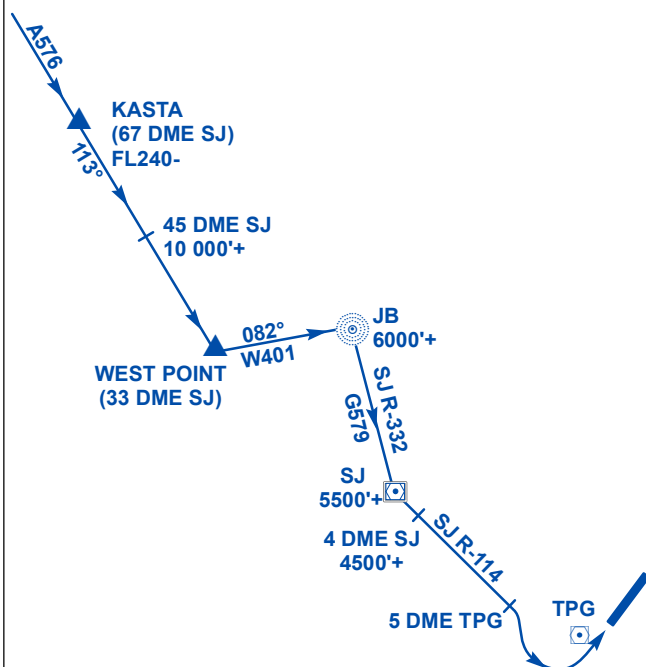 A576
KASTA
(67 DME SJ)
FL240-
113°
45 DME SJ
10 000'+
WEST POINT
(33 DME SJ)
082°
W401
JB
6000'+
SJ R-332
G579
SJ
5500'+
4 DME SJ
4500'+
SJ R-114
5 DME TPG
TPG